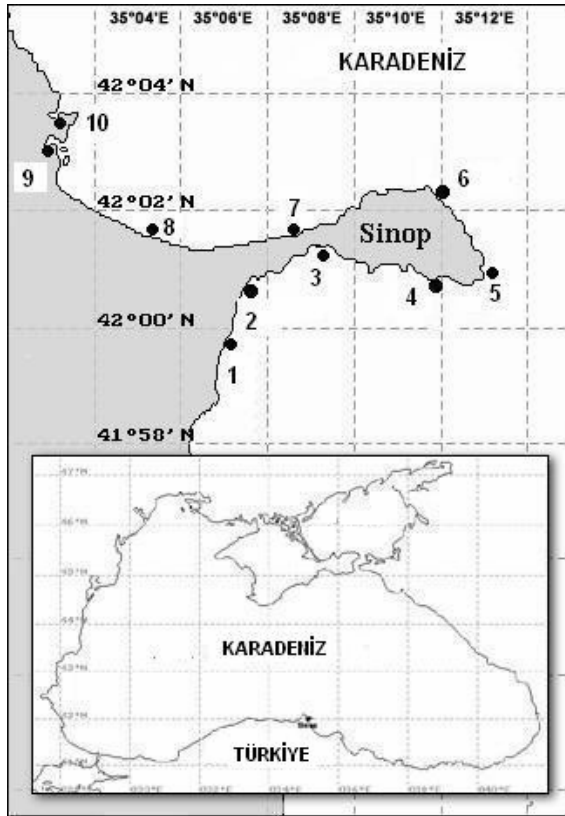 35°04' E 35°06' E 35°08' E 35°10' E 35°12' E
KARADENİZ
42°04' N
10
9
42°02' N
6
7
8
Sinop
3
5
4
2
42°00' N
1
41°58' N
KARADENİZ
TÜRKİYE